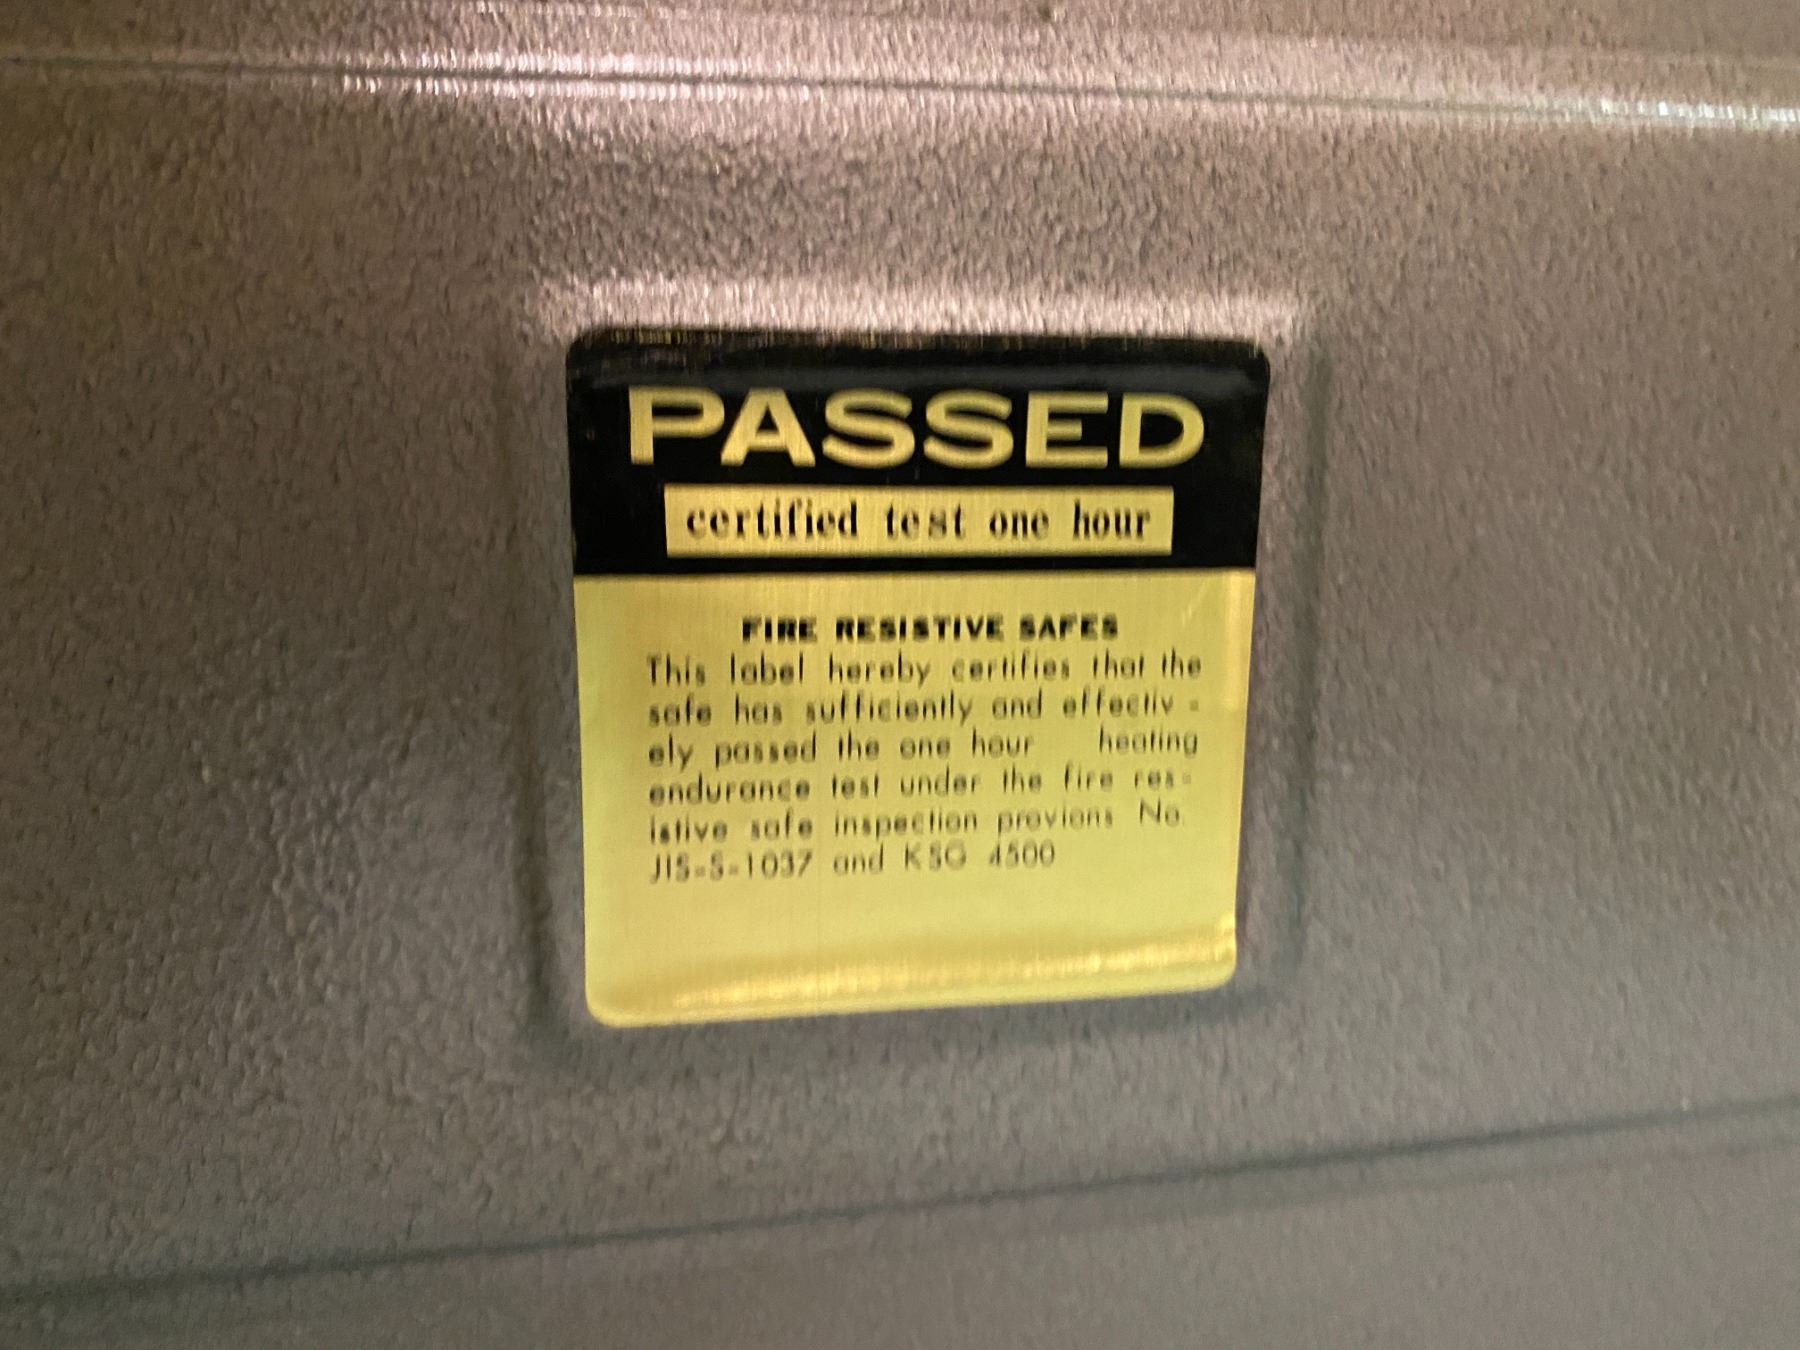 PASSED
certified test one hour
FIRE RESISTIVE SAFES
This label hereby certifies that the
safe has sufficiently and effectiv-
ely passed the one hour heating
endurance test under the fire res-
istive safe inspection provions No.
JIS-S-1037 and KSG 4500